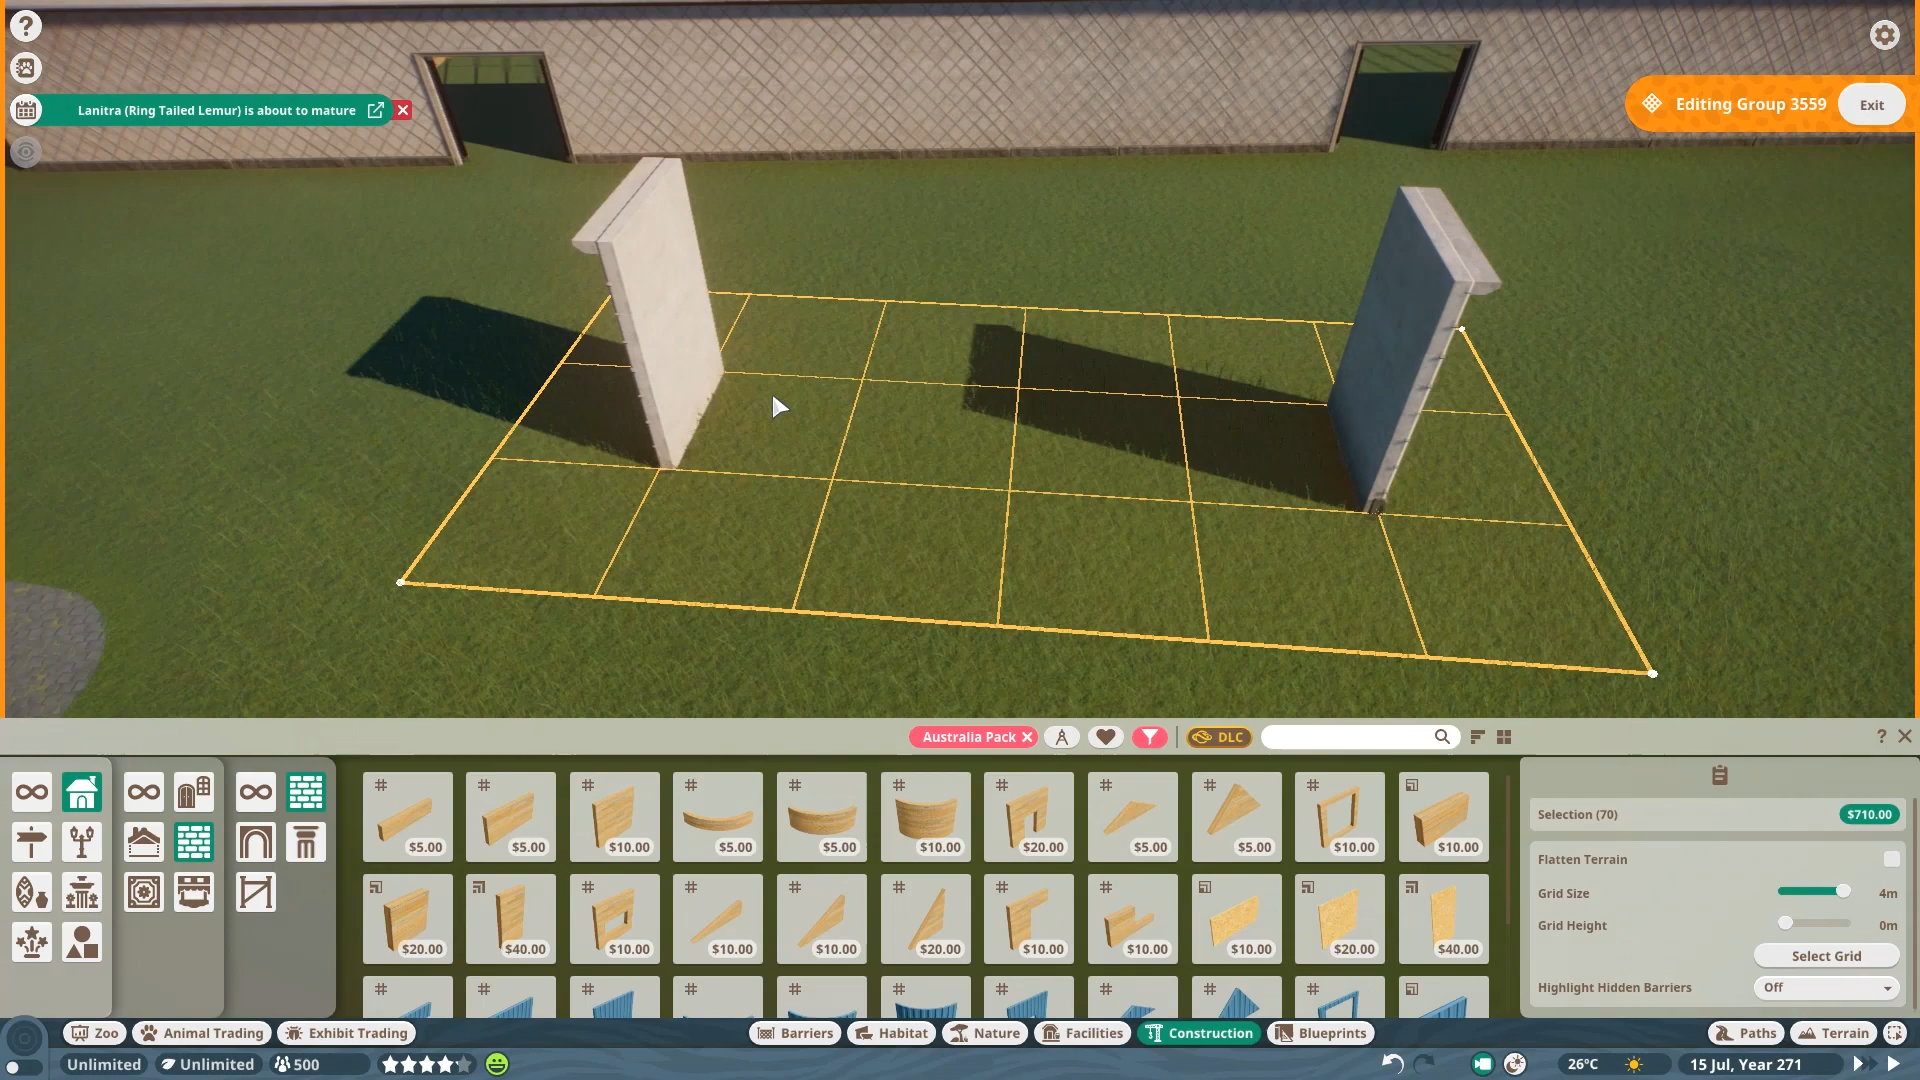 ?
Lanitra (Ring Tailed Lemur) is about to mature
Editing Group 3559
Exit
Australia Pack
DLC
?
$5.00 $5.00 $10.00 $5.00 $5.00 $10.00 $20.00 $5.00 $5.00 $10.00 $10.00
$20.00 $40.00 $10.00 $10.00 $10.00 $20.00 $10.00 $10.00 $10.00 $20.00 $40.00
Selection (70) $710.00
Flatten Terrain
Grid Size 4m
Grid Height 0m
Select Grid
Highlight Hidden Barriers Off
Zoo Animal Trading Exhibit Trading Barriers Habitat Nature Facilities Construction Blueprints Paths Terrain
Unlimited Unlimited 500 26°C 15 Jul, Year 271